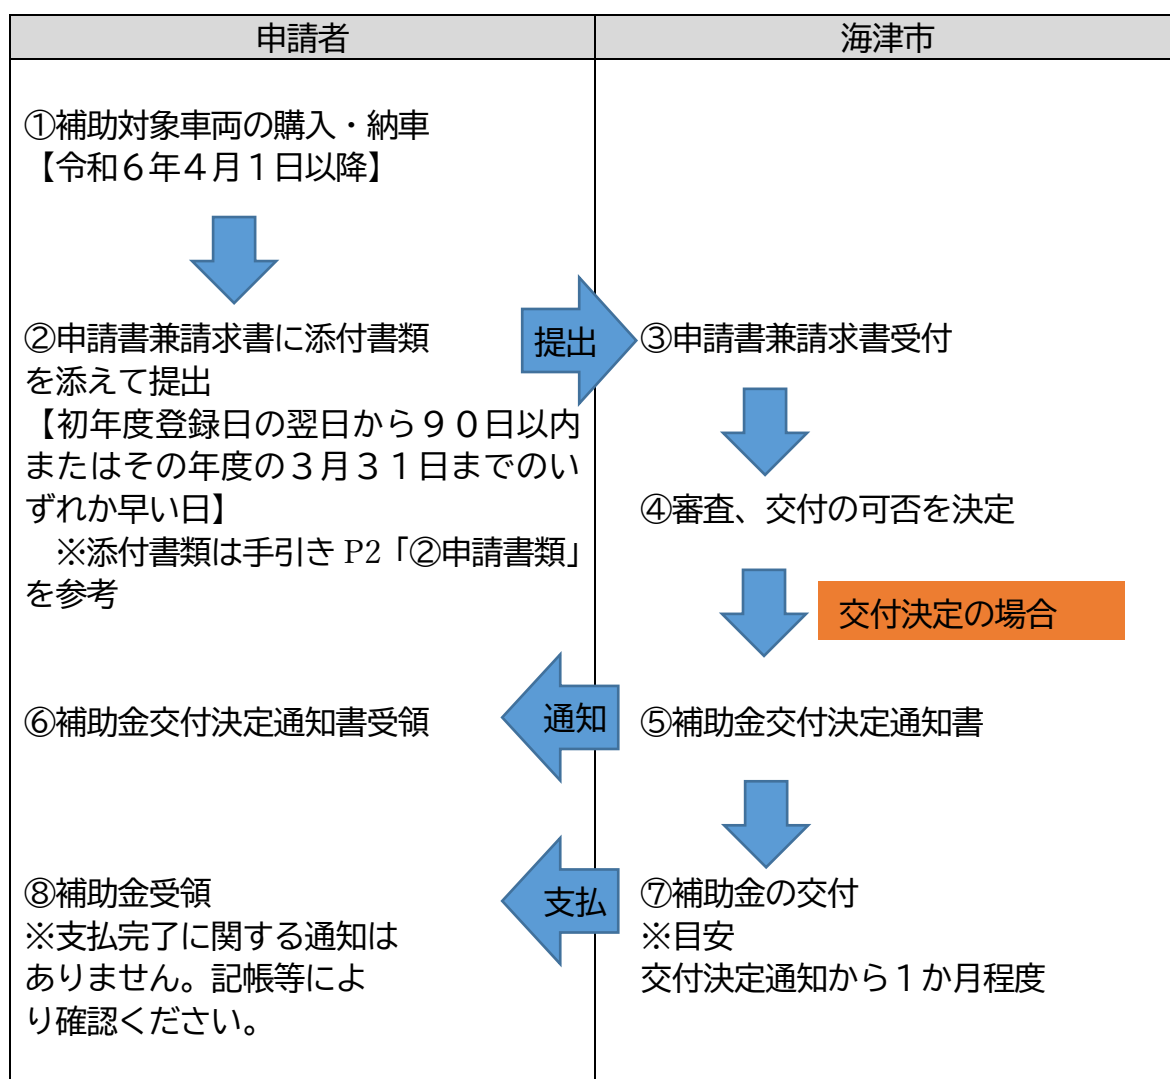 申請者
海津市
①補助対象車両の購入・納車
【令和６年４月１日以降】
②申請書兼請求書に添付書類
を添えて提出
【初年度登録日の翌日から９０日以内
またはその年度の３月３１日までのい
ずれか早い日】
※添付書類は手引き P2「②申請書類」
を参考
提出
③申請書兼請求書受付
④審査、交付の可否を決定
交付決定の場合
⑤補助金交付決定通知書
通知
⑥補助金交付決定通知書受領
⑦補助金の交付
※目安
交付決定通知から１か月程度
支払
⑧補助金受領
※支払完了に関する通知は
ありません。記帳等によ
り確認ください。